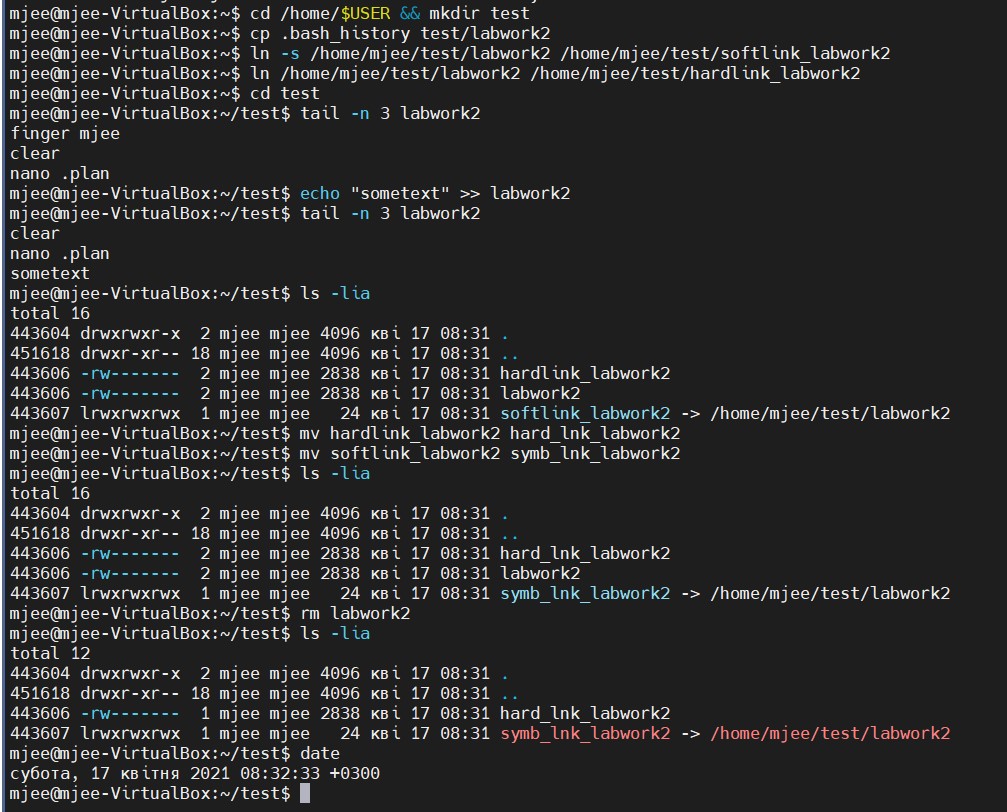 mjee@mjee-VirtualBox:~$ cd /home/$USER && mkdir test
mjee@mjee-VirtualBox:~$ cp .bash_history test/labwork2
mjee@mjee-VirtualBox:~$ ln -s /home/mjee/test/labwork2 /home/mjee/test/softlink_labwork2
mjee@mjee-VirtualBox:~$ ln /home/mjee/test/labwork2 /home/mjee/test/hardlink_labwork2
mjee@mjee-VirtualBox:~$ cd test
mjee@mjee-VirtualBox:~/test$ tail -n 3 labwork2
finger mjee
clear
nano .plan
mjee@mjee-VirtualBox:~/test$ echo "sometext" >> labwork2
mjee@mjee-VirtualBox:~/test$ tail -n 3 labwork2
clear
nano .plan
sometext
mjee@mjee-VirtualBox:~/test$ ls -lia
total 16
443604 drwxrwxr-x  2 mjee mjee 4096 кві 17 08:31 .
451618 drwxr-xr-- 18 mjee mjee 4096 кві 17 08:31 ..
443606 -rw-------  2 mjee mjee 2838 кві 17 08:31 hardlink_labwork2
443606 -rw-------  2 mjee mjee 2838 кві 17 08:31 labwork2
443607 lrwxrwxrwx  1 mjee mjee   24 кві 17 08:31 softlink_labwork2 -> /home/mjee/test/labwork2
mjee@mjee-VirtualBox:~/test$ mv hardlink_labwork2 hard_lnk_labwork2
mjee@mjee-VirtualBox:~/test$ mv softlink_labwork2 symb_lnk_labwork2
mjee@mjee-VirtualBox:~/test$ ls -lia
total 16
443604 drwxrwxr-x  2 mjee mjee 4096 кві 17 08:31 .
451618 drwxr-xr-- 18 mjee mjee 4096 кві 17 08:31 ..
443606 -rw-------  2 mjee mjee 2838 кві 17 08:31 hard_lnk_labwork2
443606 -rw-------  2 mjee mjee 2838 кві 17 08:31 labwork2
443607 lrwxrwxrwx  1 mjee mjee   24 кві 17 08:31 symb_lnk_labwork2 -> /home/mjee/test/labwork2
mjee@mjee-VirtualBox:~/test$ rm labwork2
mjee@mjee-VirtualBox:~/test$ ls -lia
total 12
443604 drwxrwxr-x  2 mjee mjee 4096 кві 17 08:31 .
451618 drwxr-xr-- 18 mjee mjee 4096 кві 17 08:31 ..
443606 -rw-------  1 mjee mjee 2838 кві 17 08:31 hard_lnk_labwork2
443607 lrwxrwxrwx  1 mjee mjee   24 кві 17 08:31 symb_lnk_labwork2 -> /home/mjee/test/labwork2
mjee@mjee-VirtualBox:~/test$ date
субота, 17 квітня 2021 08:32:33 +0300
mjee@mjee-VirtualBox:~/test$